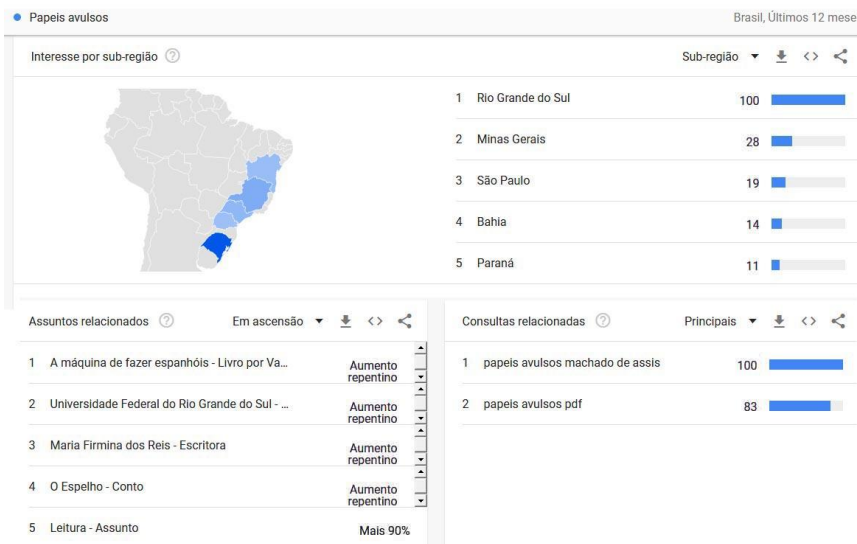 Papeis avulsos
Brasil, Últimos 12 mese
Interesse por sub-região
Sub-região
1 Rio Grande do Sul 100
2 Minas Gerais 28
3 São Paulo 19
4 Bahia 14
5 Paraná 11
Assuntos relacionados
Em ascensão
1 A máquina de fazer espanhóis - Livro por Va... Aumento
repentino
2 Universidade Federal do Rio Grande do Sul - ... Aumento
repentino
3 Maria Firmina dos Reis - Escritora Aumento
repentino
4 O Espelho - Conto Aumento
repentino
5 Leitura - Assunto Mais 90%
Consultas relacionadas
Principais
1 papeis avulsos machado de assis 100
2 papeis avulsos pdf 83